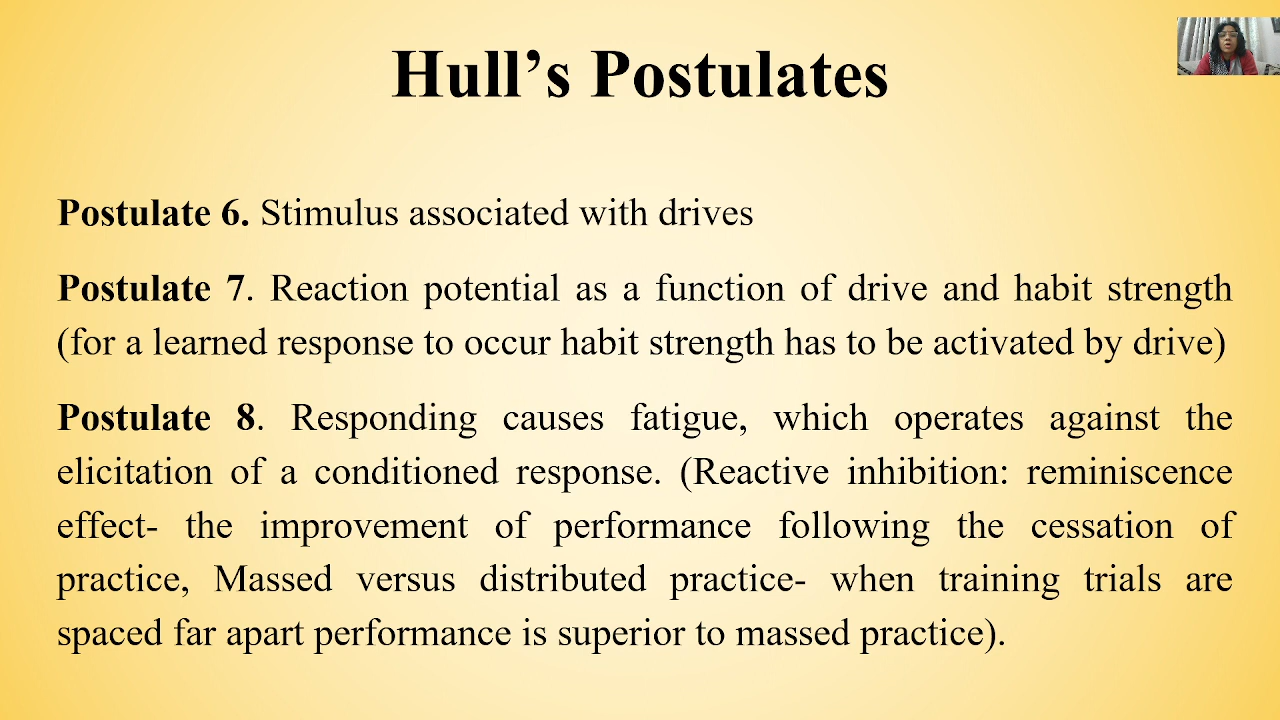 Hull’s Postulates
Postulate 6. Stimulus associated with drives
Postulate 7. Reaction potential as a function of drive and habit strength
(for a learned response to occur habit strength has to be activated by drive)
Postulate 8. Responding causes fatigue, which operates against the
elicitation of a conditioned response. (Reactive inhibition: reminiscence
effect- the improvement of performance following the cessation of
practice, Massed versus distributed practice- when training trials are
spaced far apart performance is superior to massed practice).